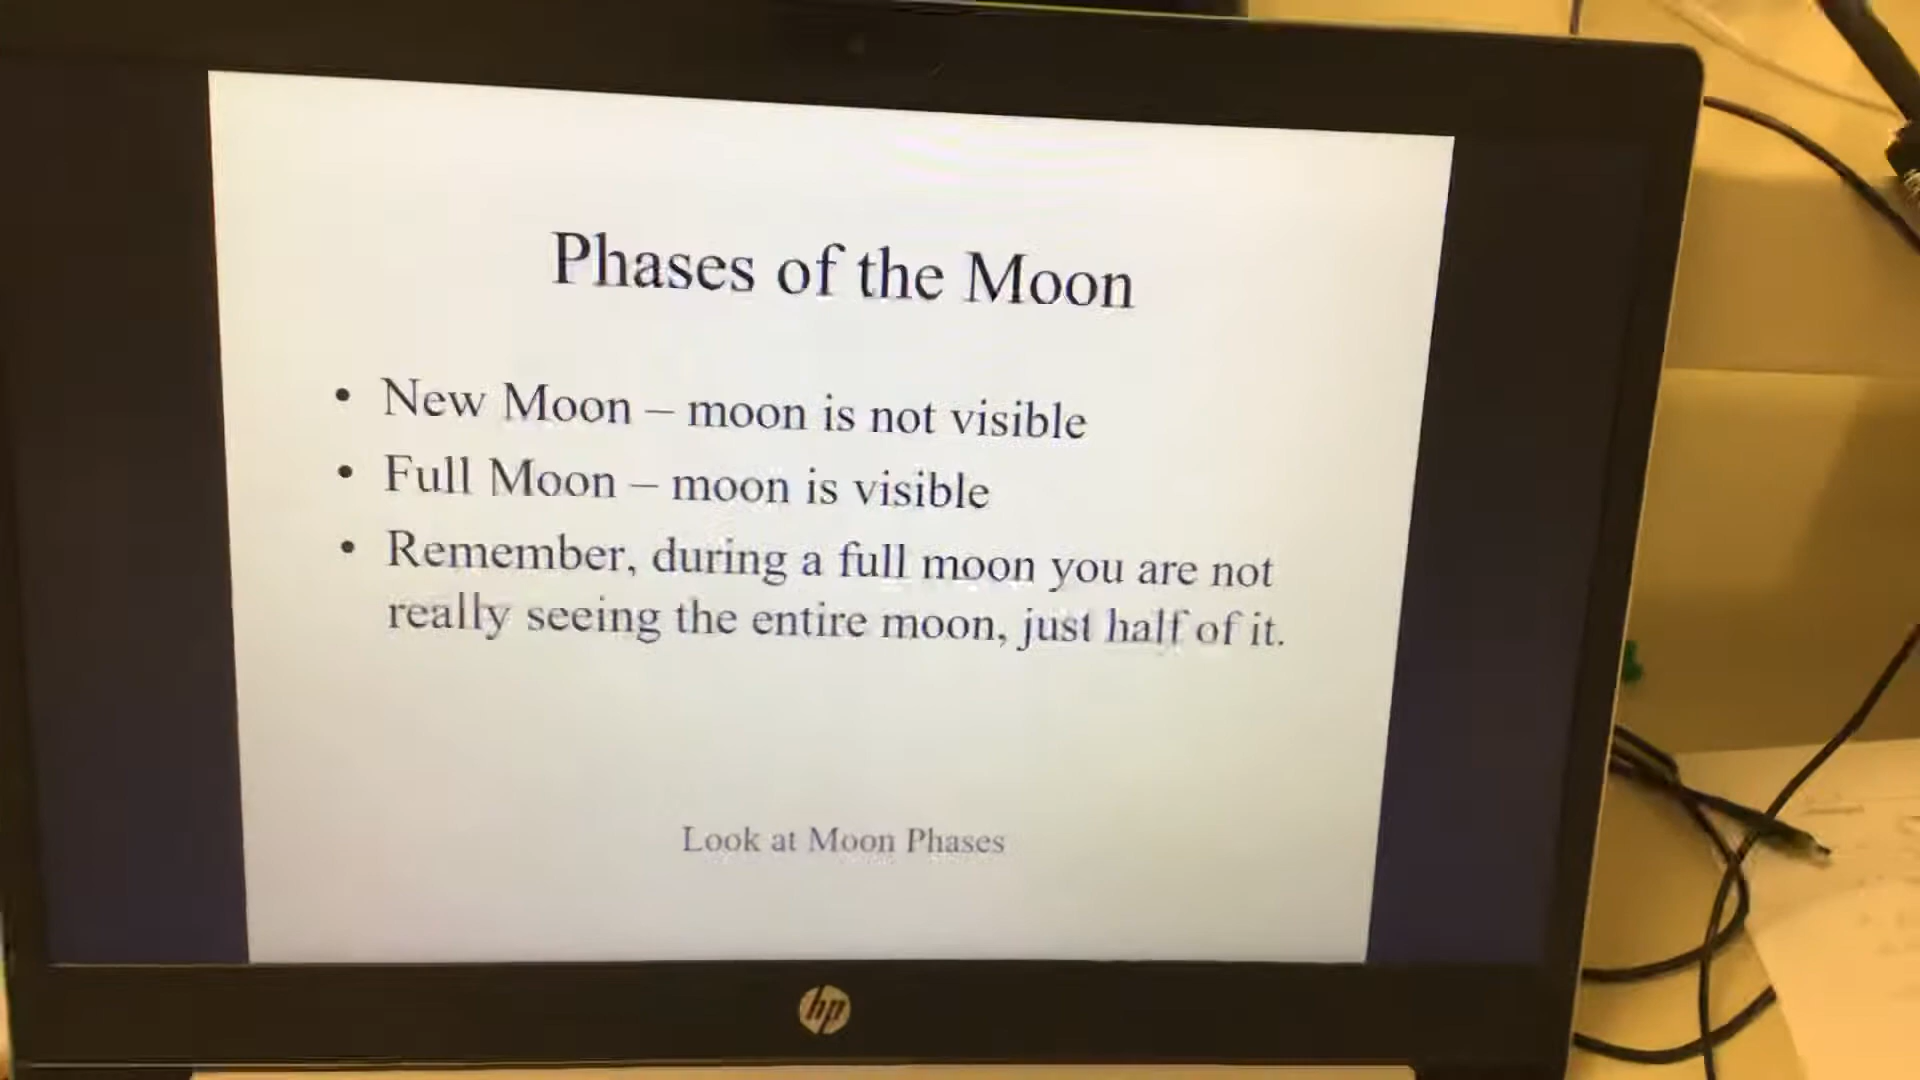 Phases of the Moon
• New Moon – moon is not visible
• Full Moon – moon is visible
• Remember, during a full moon you are not
really seeing the entire moon, just half of it.
Look at Moon Phases
hp